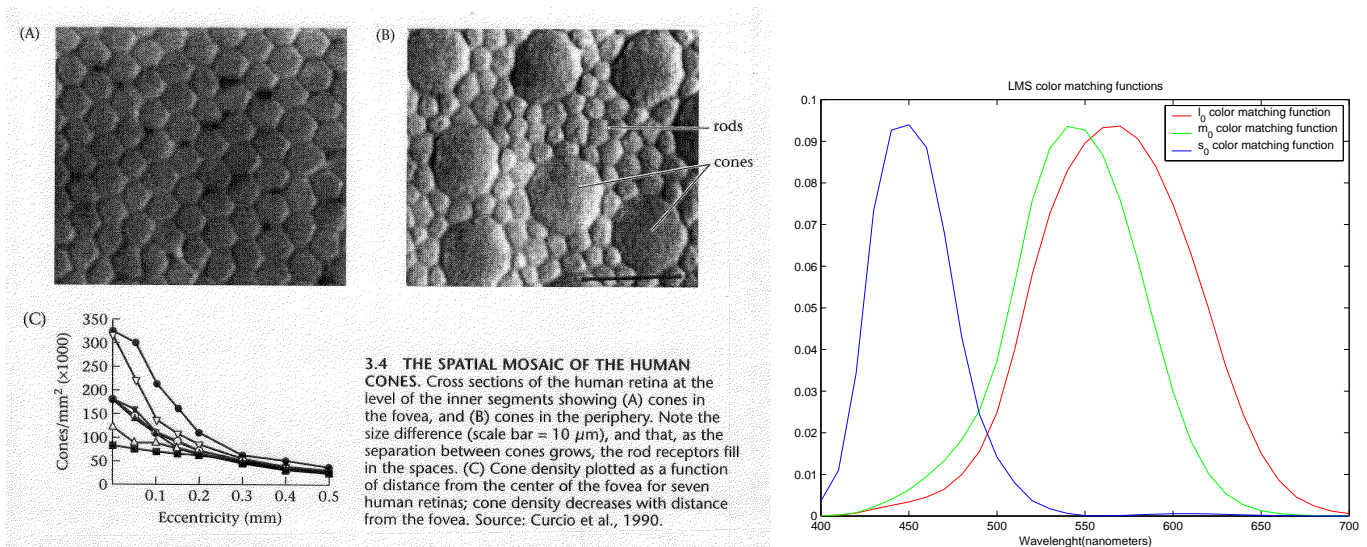 (A)
(B)
rods
cones
(C)
350
300
250
200
150
100
50
0
Cones/mm² (×1000)
0.1 0.2 0.3 0.4 0.5
Eccentricity (mm)
3.4 THE SPATIAL MOSAIC OF THE HUMAN
CONES. Cross sections of the human retina at the
level of the inner segments showing (A) cones in
the fovea, and (B) cones in the periphery. Note the
size difference (scale bar = 10 μm), and that, as the
separation between cones grows, the rod receptors fill
in the spaces. (C) Cone density plotted as a function
of distance from the center of the fovea for seven
human retinas; cone density decreases with distance
from the fovea. Source: Curcio et al., 1990.
LMS color matching functions
0.1
0.09
0.08
0.07
0.06
0.05
0.04
0.03
0.02
0.01
0
l₀ color matching function
m₀ color matching function
s₀ color matching function
400 450 500 550 600 650 700
Wavelenght(nanometers)